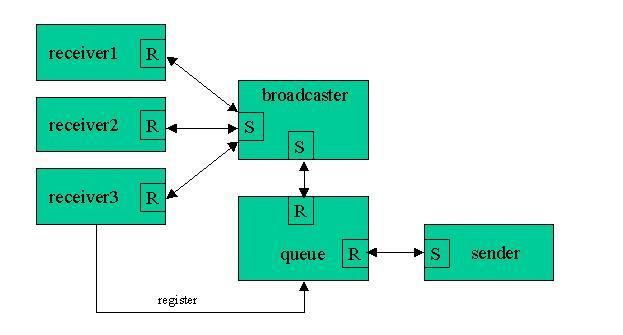 receiver1 R
broadcaster
receiver2 R
S
S
receiver3 R
R
queue R
S sender
register